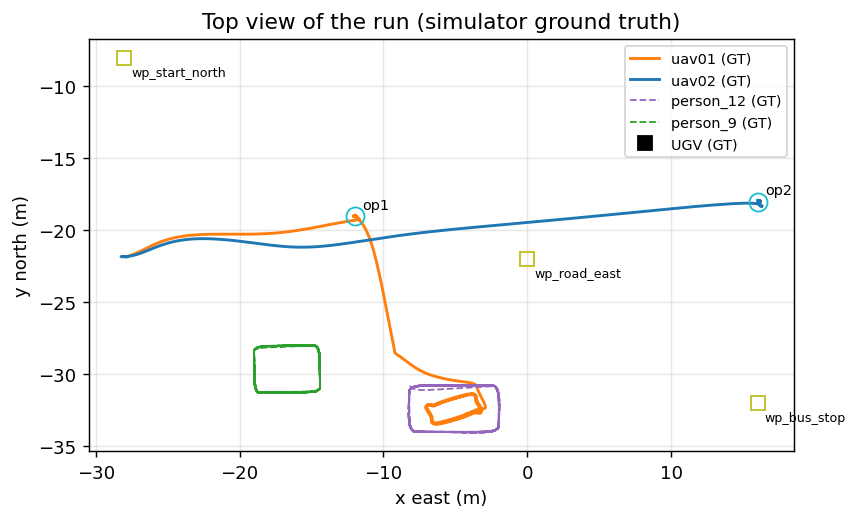 Top view of the run (simulator ground truth)
wp_start_north
uav01 (GT)
uav02 (GT)
person_12 (GT)
person_9 (GT)
UGV (GT)
op1
op2
wp_road_east
wp_bus_stop
y north (m)
−10
−15
−20
−25
−30
−35
−30
−20
−10
0
10
x east (m)